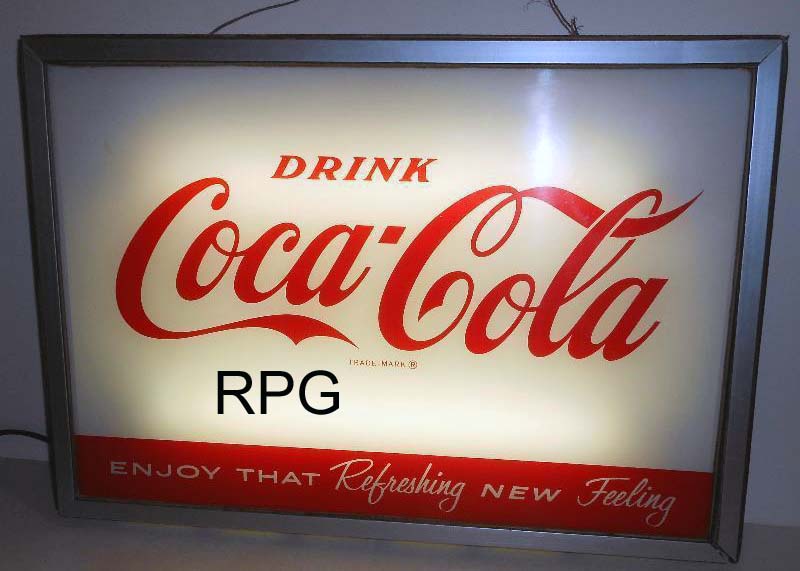 DRINK
Coca-Cola
TRADE-MARK ®
RPG
ENJOY THAT Refreshing NEW Feeling